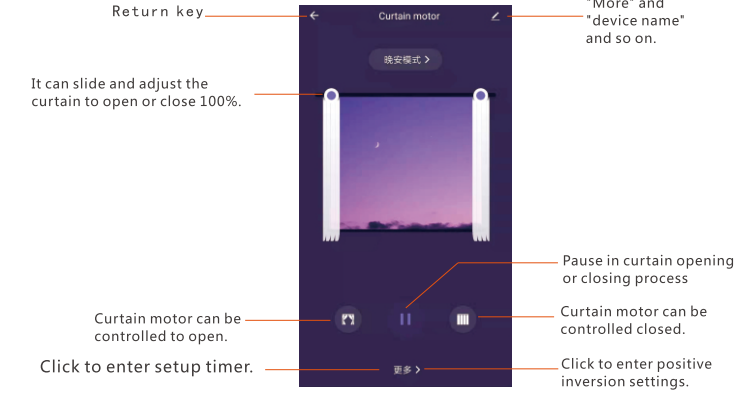 "More" and
Return key
Curtain motor
"device name"
and so on.
晚安模式 >
It can slide and adjust the
curtain to open or close 100%.
Pause in curtain opening
or closing process
Curtain motor can be
controlled to open.
Curtain motor can be
controlled closed.
Click to enter setup timer.
更多 >
Click to enter positive
inversion settings.